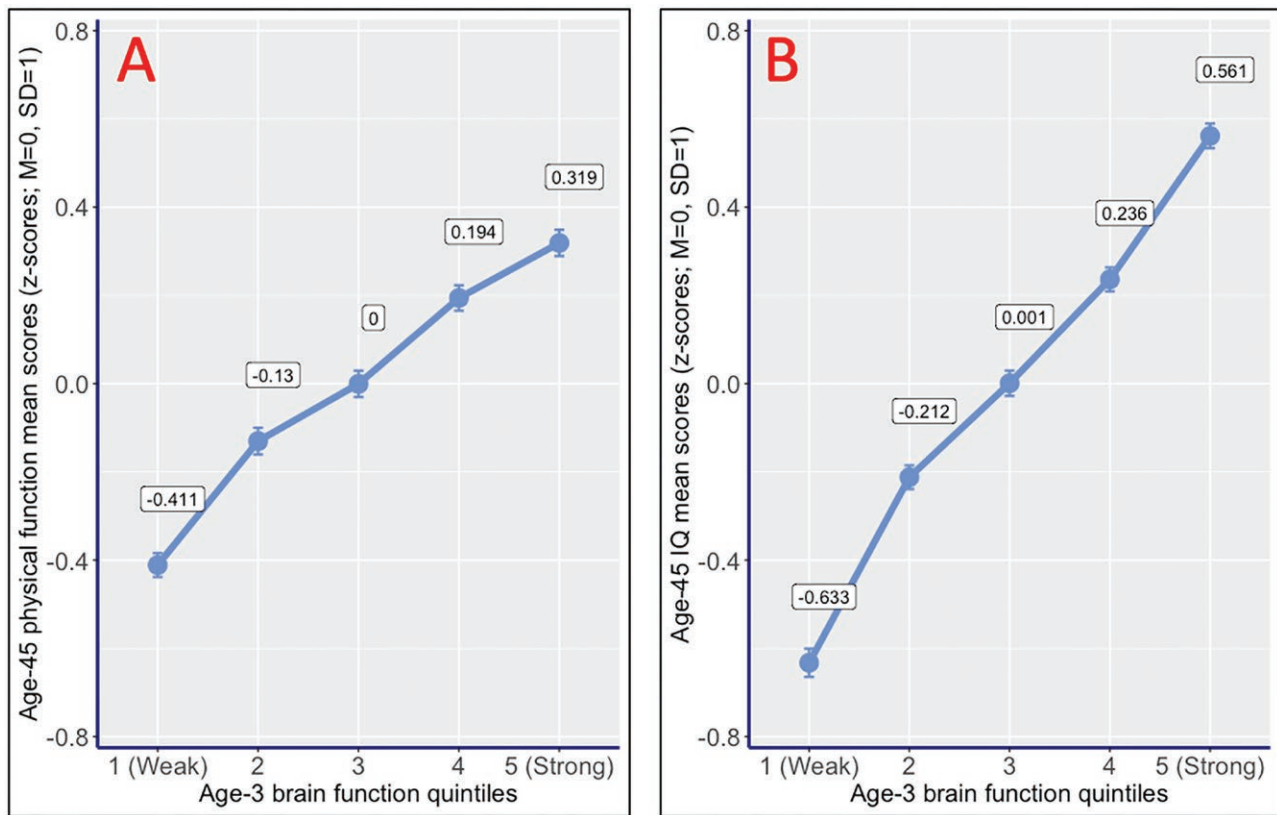 A
Age-45 physical function mean scores (z-scores; M=0, SD=1)
0.8
0.4
0.0
-0.4
-0.8
-0.411
-0.13
0
0.194
0.319
1 (Weak) 2 3 4 5 (Strong)
Age-3 brain function quintiles
B
Age-45 IQ mean scores (z-scores; M=0, SD=1)
0.8
0.4
0.0
-0.4
-0.8
-0.633
-0.212
0.001
0.236
0.561
1 (Weak) 2 3 4 5 (Strong)
Age-3 brain function quintiles